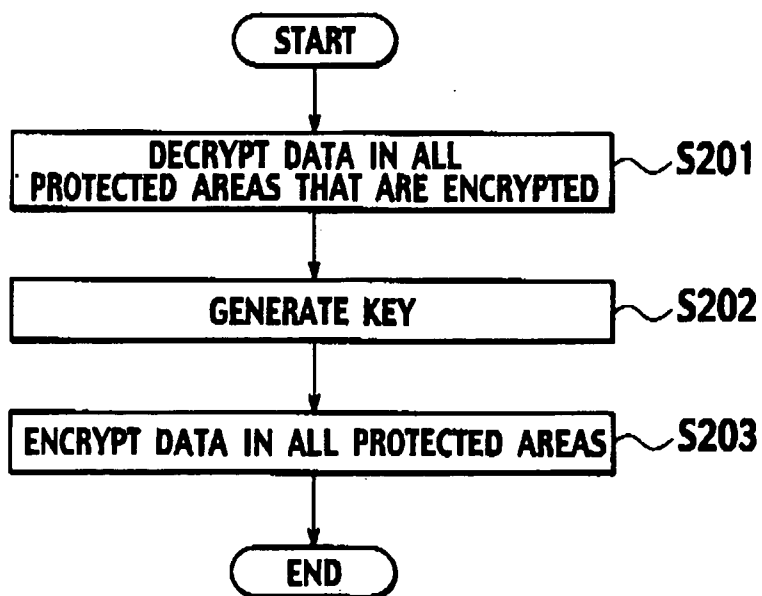 START
DECRYPT DATA IN ALL
PROTECTED AREAS THAT ARE ENCRYPTED
S201
GENERATE KEY
S202
ENCRYPT DATA IN ALL PROTECTED AREAS
S203
END